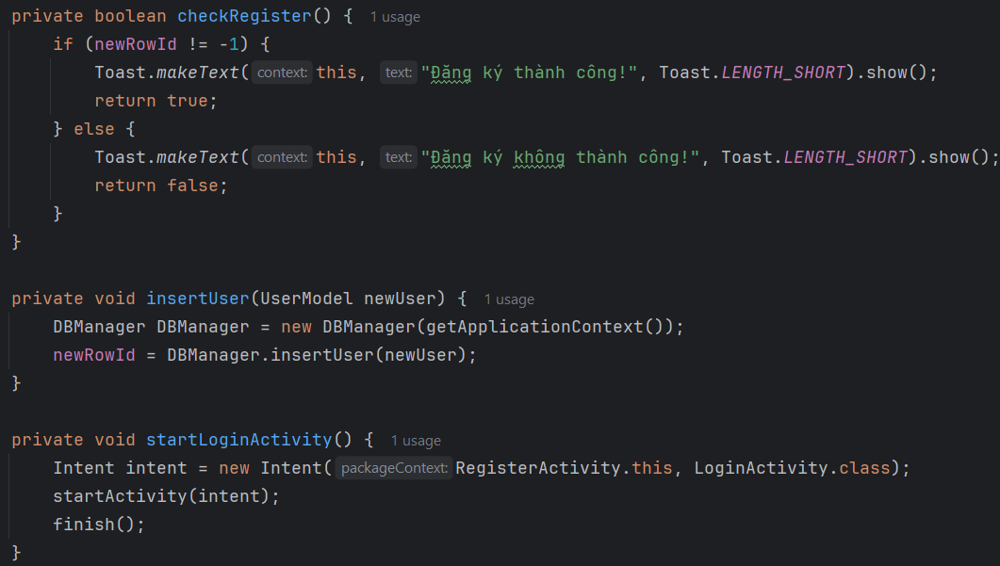 private boolean checkRegister() {  1 usage
    if (newRowId != -1) {
        Toast.makeText( context: this,  text: "Đăng ký thành công!", Toast.LENGTH_SHORT).show();
        return true;
    } else {
        Toast.makeText( context: this,  text: "Đăng ký không thành công!", Toast.LENGTH_SHORT).show();
        return false;
    }
}

private void insertUser(UserModel newUser) {  1 usage
    DBManager DBManager = new DBManager(getApplicationContext());
    newRowId = DBManager.insertUser(newUser);
}

private void startLoginActivity() {  1 usage
    Intent intent = new Intent( packageContext: RegisterActivity.this, LoginActivity.class);
    startActivity(intent);
    finish();
}